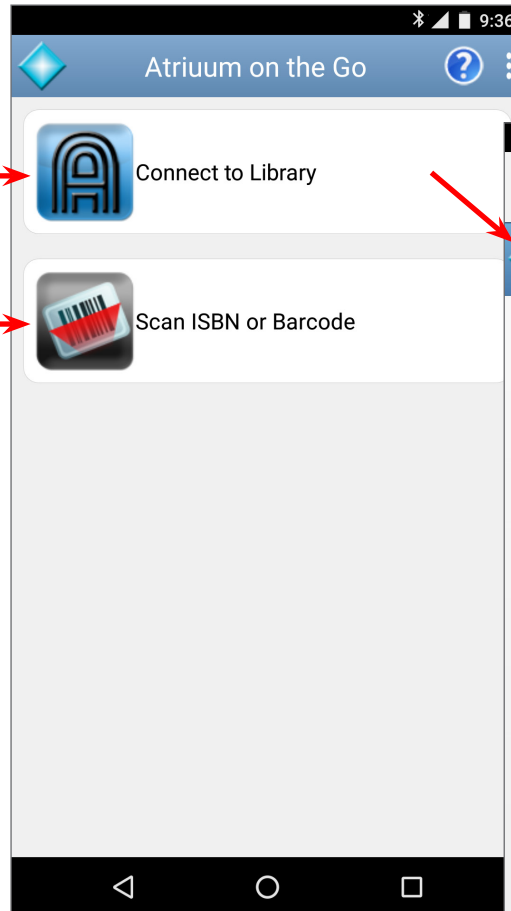 9:36
Atriuum on the Go
?
Connect to Library
Scan ISBN or Barcode